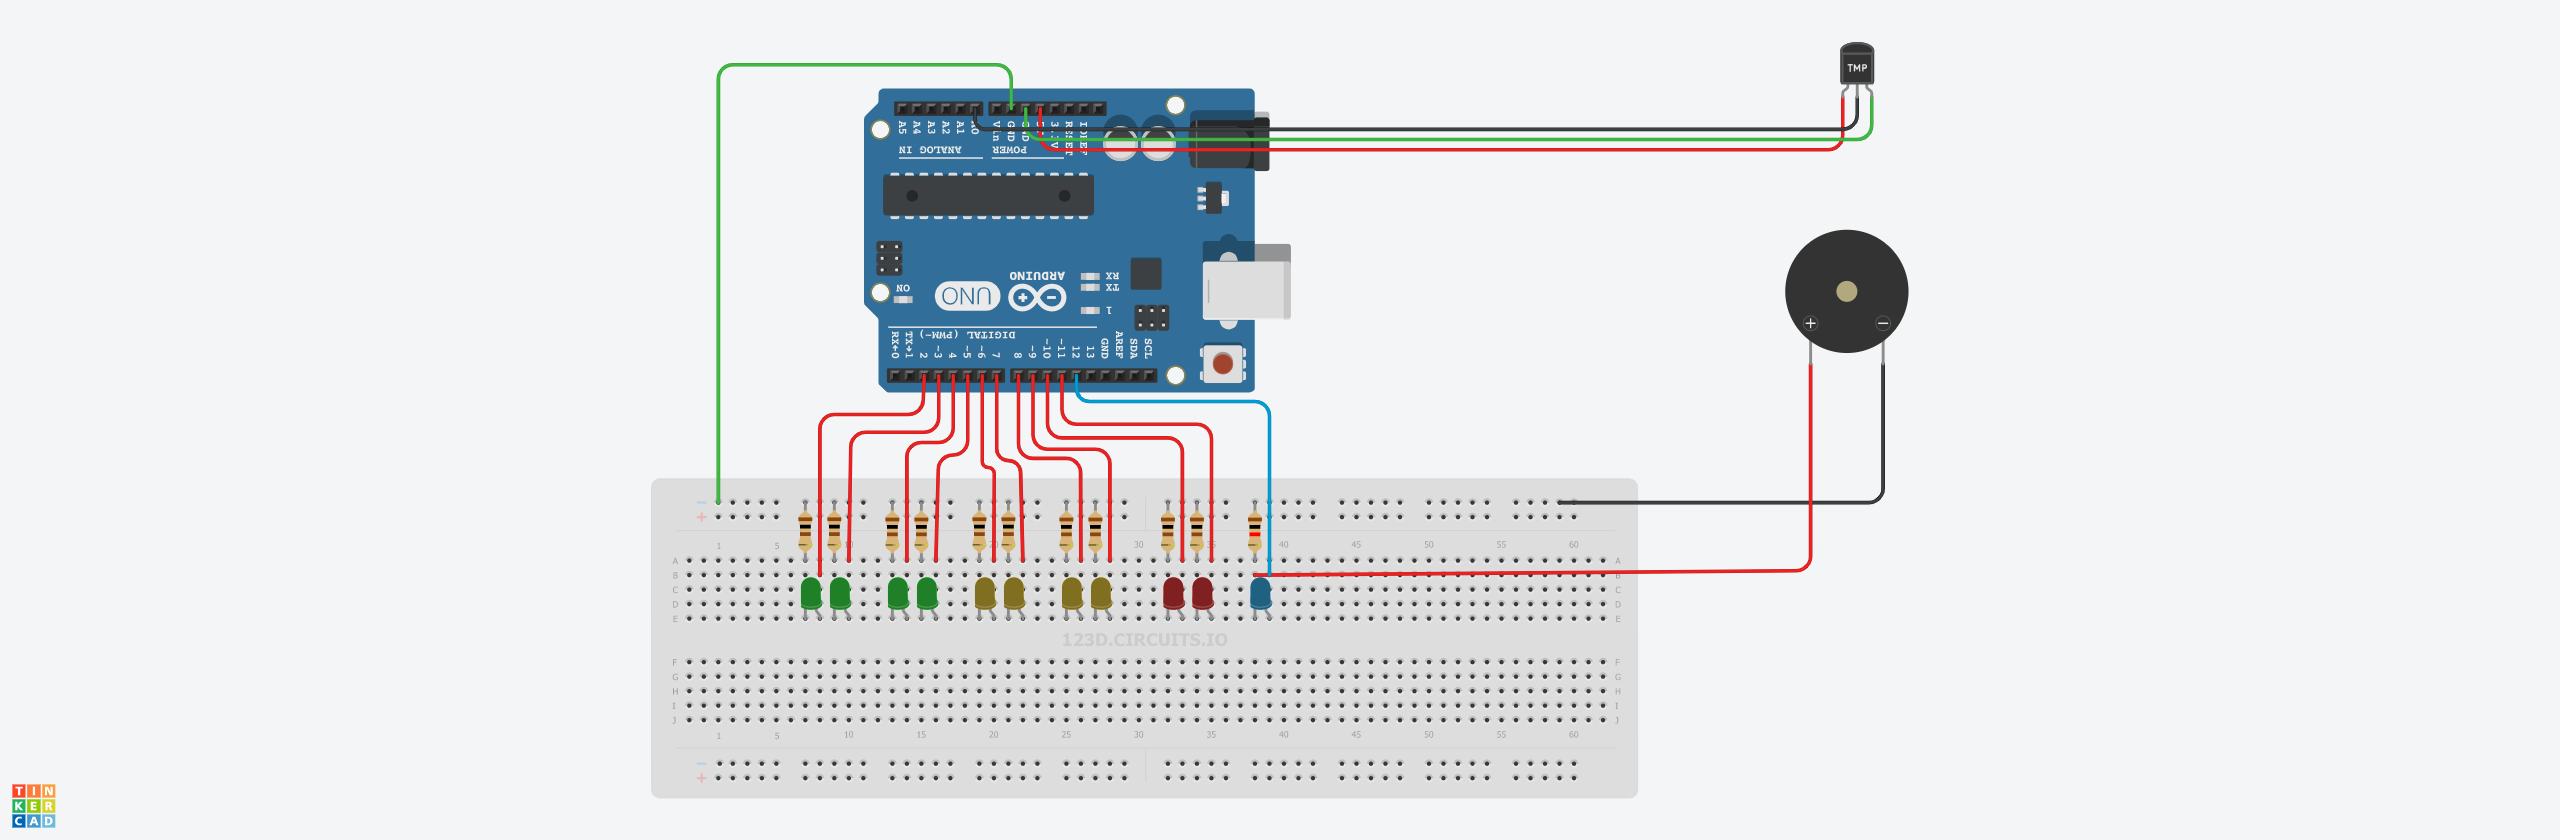 TMP
A5 A4 A3 A2 A1 A0 Vin GND 5V 3.3V RESET IOREF
ANALOG IN POWER
ARDUINO
UNO
ON
RX
TX
1
DIGITAL (PWM~)
RX←0 TX→1 2 ~3 4 ~5 ~6 7 8 ~9 ~10 ~11 12 13 GND AREF SDA SCL
+ −
−
+
1 5 10 20 30 35 40 45 50 55 60
A A
B B
C C
D D
E E
123D.CIRCUITS.IO
F F
G G
H H
I I
J J
1 5 10 15 20 25 30 35 40 45 50 55 60
−
+
TIN
KER
CAD